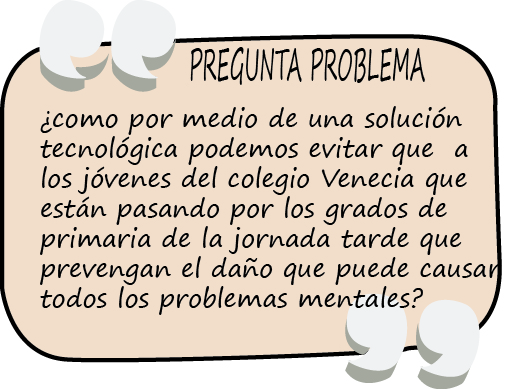 PREGUNTA PROBLEMA
¿como por medio de una solución
tecnológica podemos evitar que a
los jóvenes del colegio Venecia que
están pasando por los grados de
primaria de la jornada tarde que
prevengan el daño que puede causar
todos los problemas mentales?